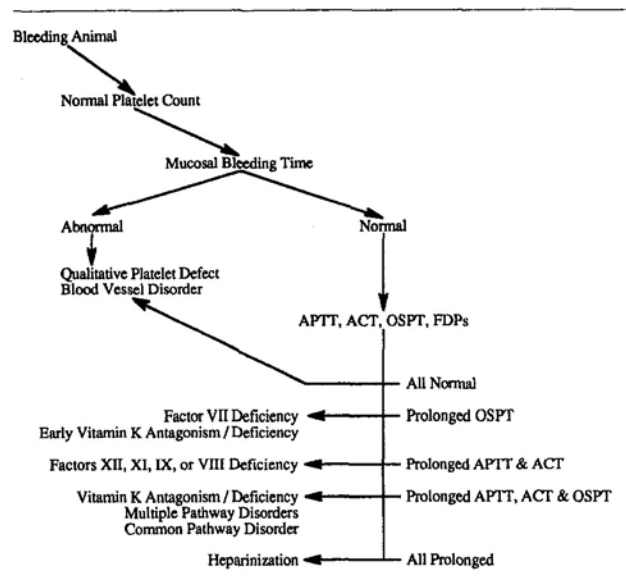 Bleeding Animal
Normal Platelet Count
Mucosal Bleeding Time
Abnormal
Normal
Qualitative Platelet Defect
Blood Vessel Disorder
APTT, ACT, OSPT, FDPs
All Normal
Factor VII Deficiency
Early Vitamin K Antagonism / Deficiency
Prolonged OSPT
Factors XII, XI, IX, or VIII Deficiency
Prolonged APTT & ACT
Vitamin K Antagonism / Deficiency
Multiple Pathway Disorders
Common Pathway Disorder
Prolonged APTT, ACT & OSPT
Heparinization
All Prolonged